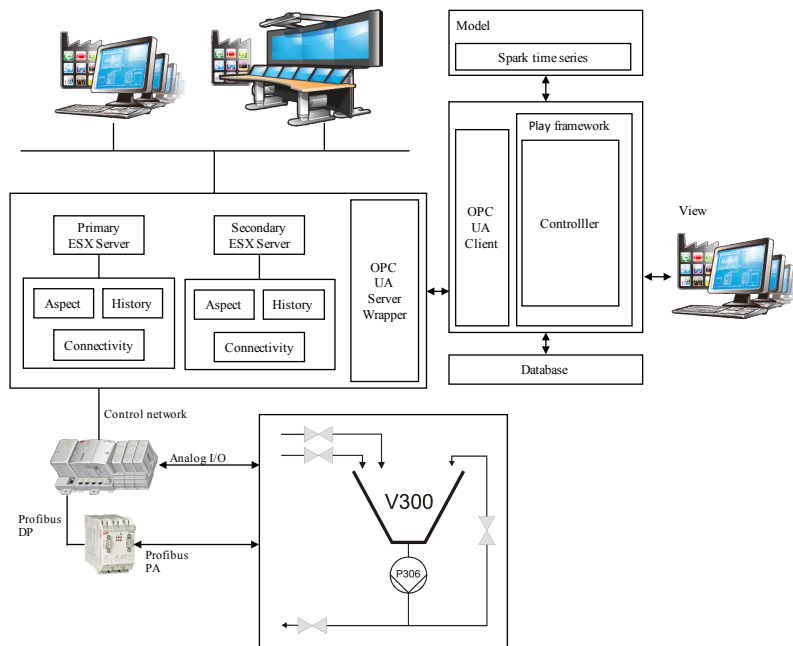 Model
Spark time series
Play framework
OPC
UA
Client
Controlller
View
Primary
ESX Server
Secondary
ESX Server
OPC
UA
Server
Wrapper
Aspect
History
Connectivity
Aspect
History
Connectivity
Database
Control network
Analog I/O
Profibus
DP
Profibus
PA
V300
P306